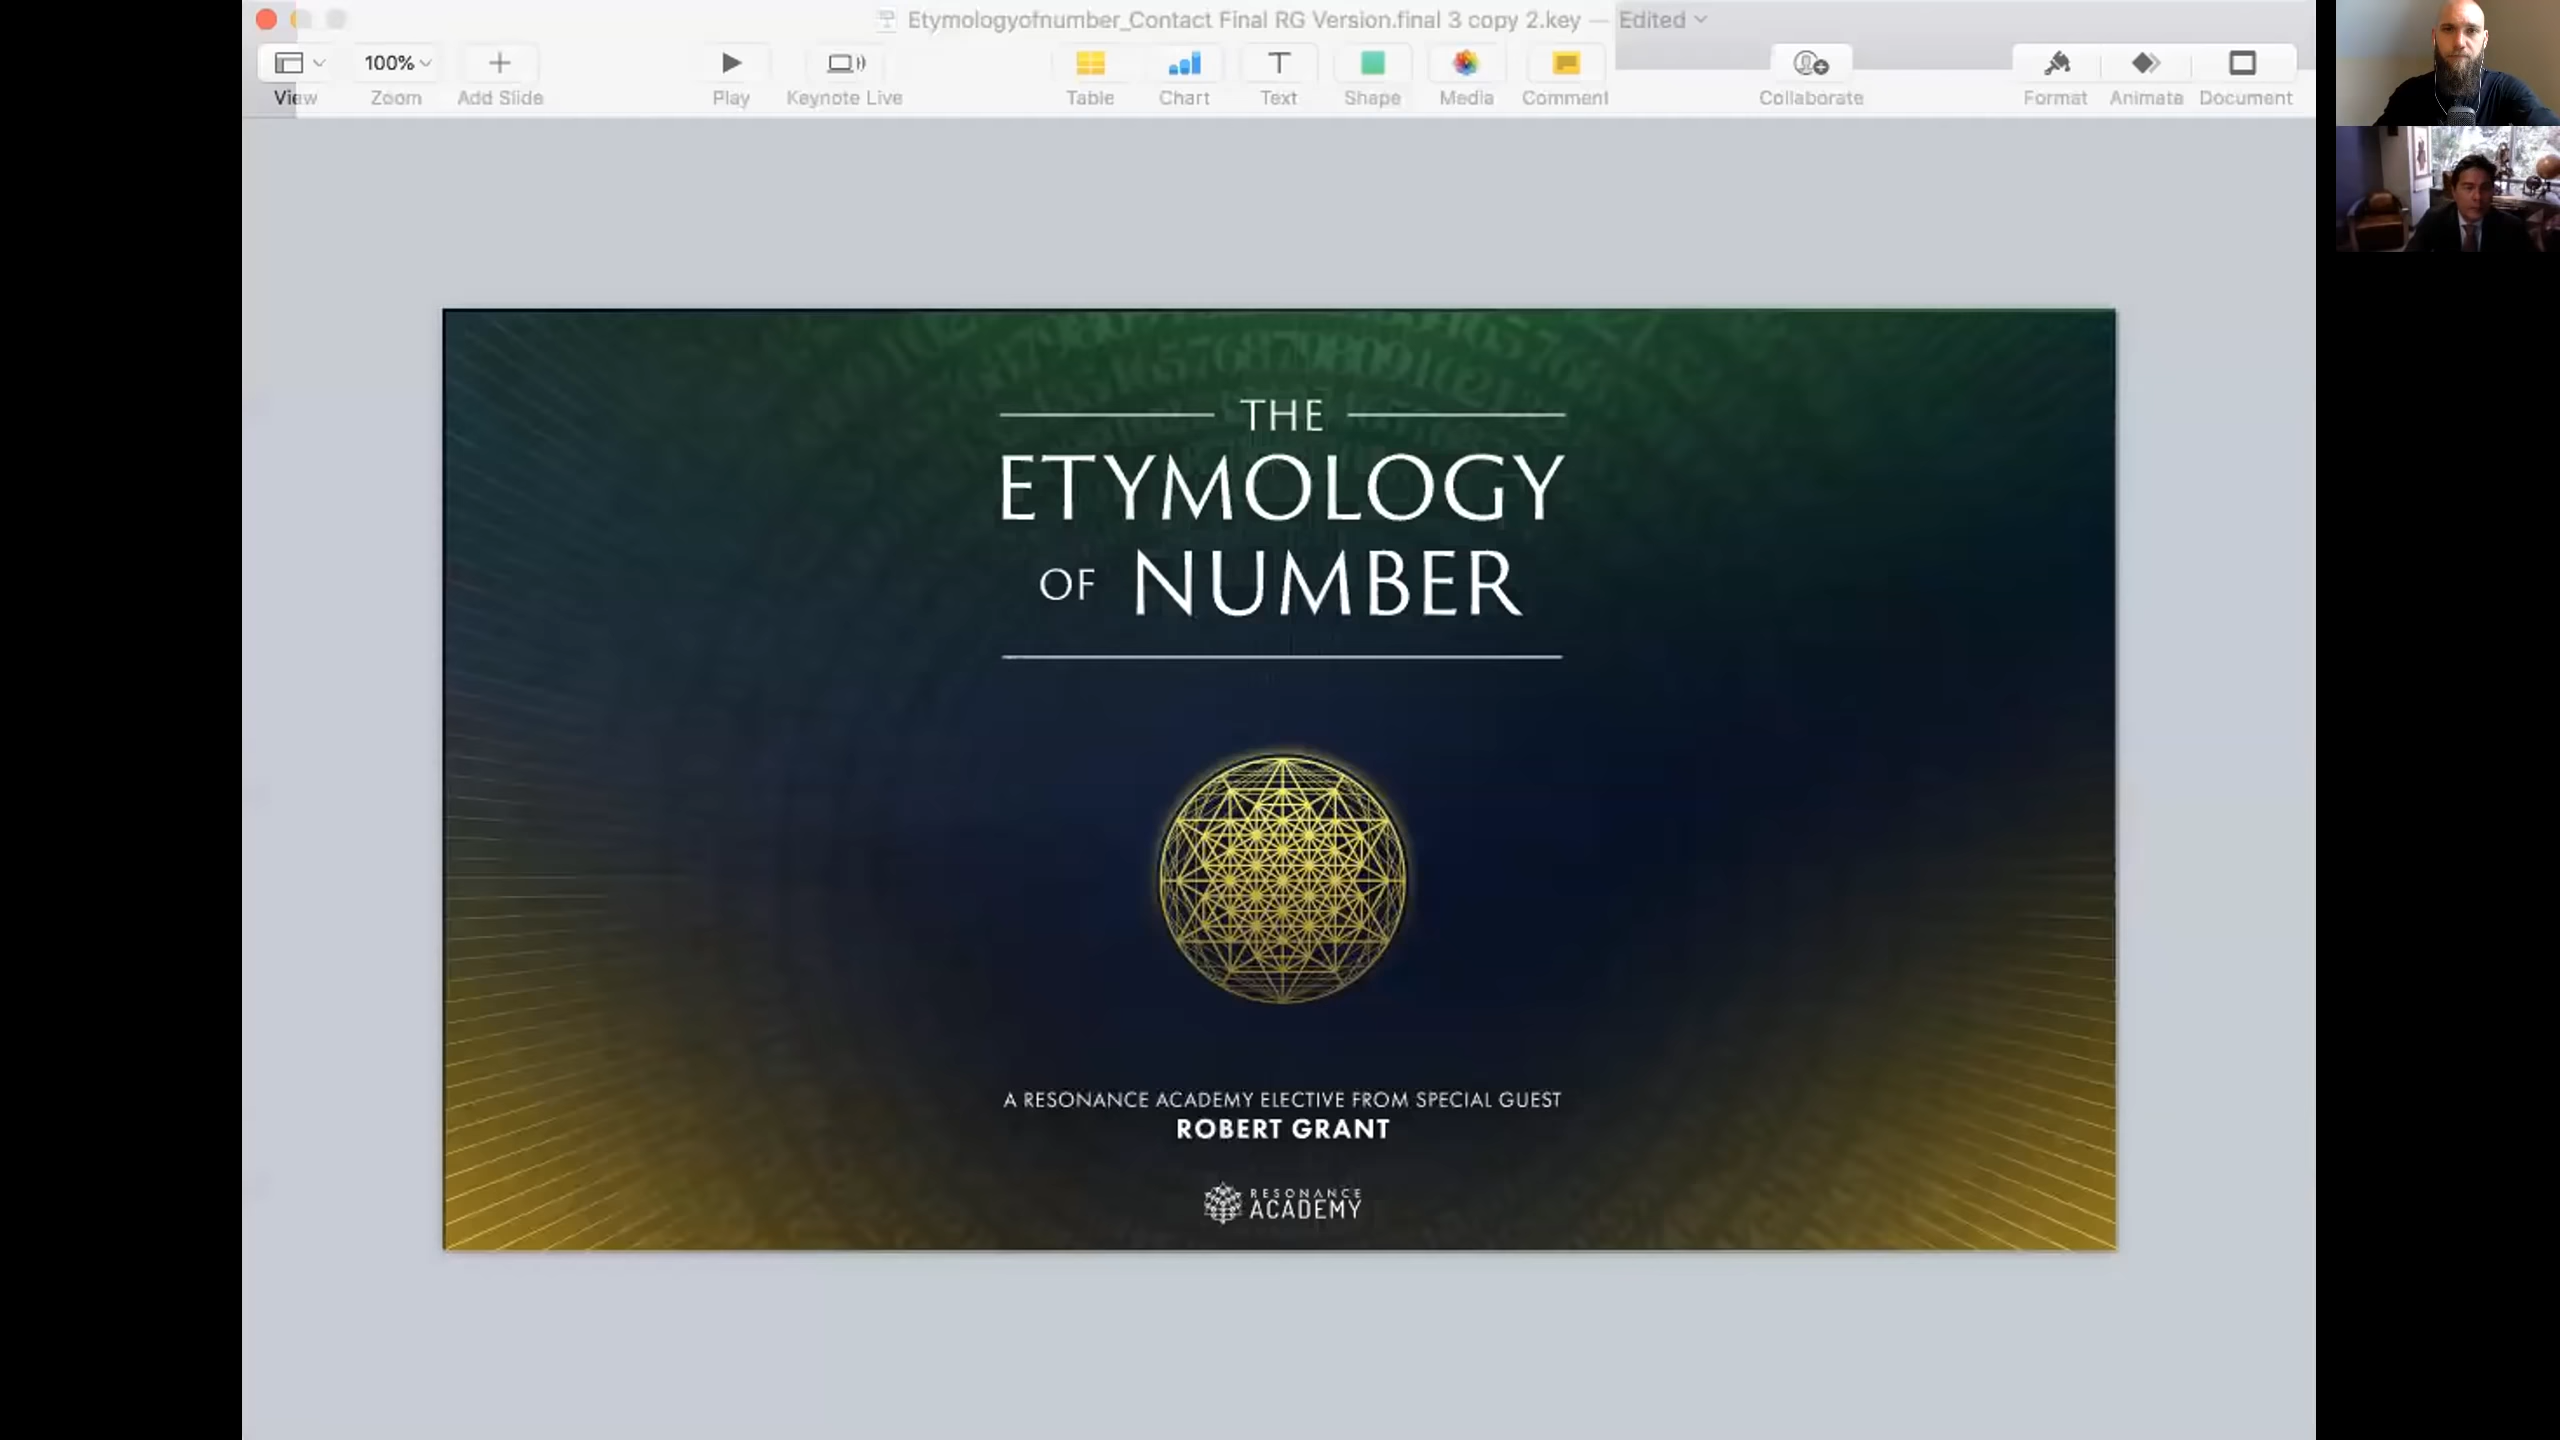 Etymologyofnumber_Contact Final RG Version.final 3 copy 2.key — Edited
100%
View Zoom Add Slide Play Keynote Live Table Chart Text Shape Media Comment Collaborate Format Animate Document
THE
ETYMOLOGY
OF NUMBER
A RESONANCE ACADEMY ELECTIVE FROM SPECIAL GUEST
ROBERT GRANT
RESONANCE
ACADEMY